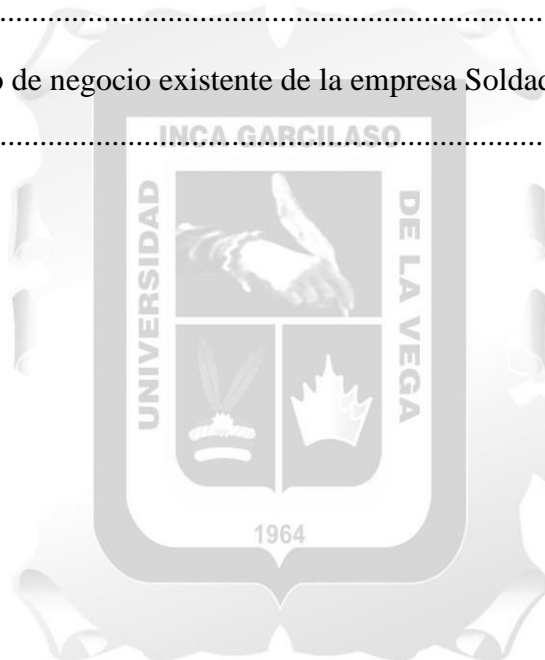 ................................................................................
o de negocio existente de la empresa Soldad
................................................................................
INCA GARCILASO
UNIVERSIDAD
DE LA VEGA
1964